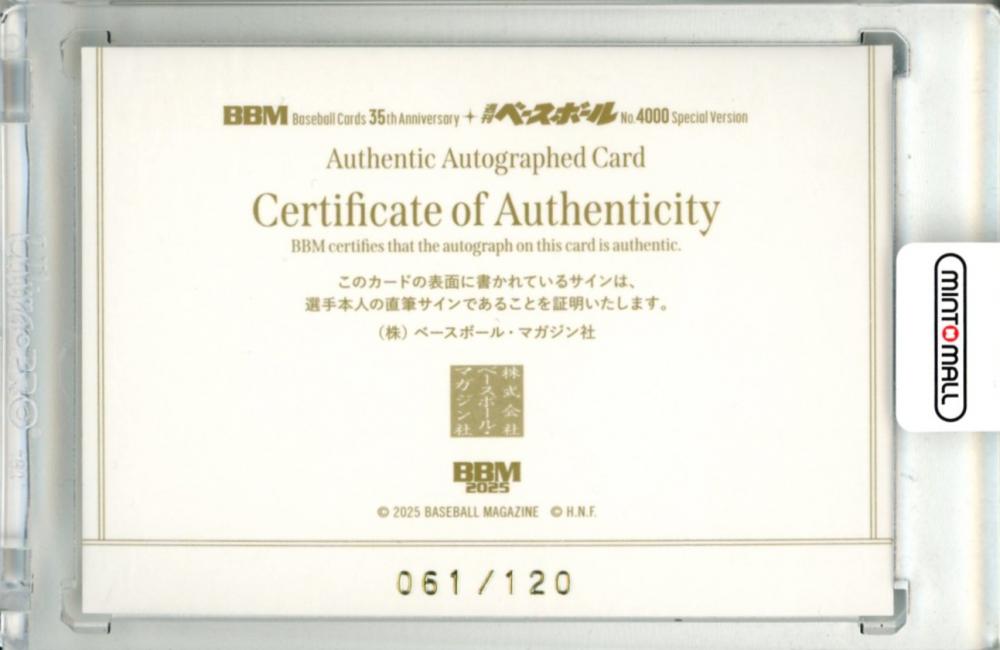 BBM Baseball Cards 35th Anniversary + 週刊ベースボール No.4000 Special Version
Authentic Autographed Card
Certificate of Authenticity
BBM certifies that the autograph on this card is authentic.
このカードの表面に書かれているサインは、
選手本人の直筆サインであることを証明いたします。
(株)ベースボール・マガジン社
株式会社
ベースボール・
マガジン社
BBM
2025
© 2025 BASEBALL MAGAZINE © H.N.F.
061/120
MINTOMALL